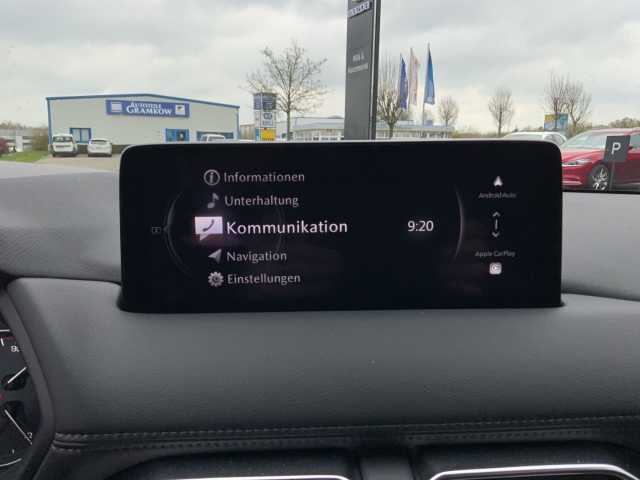 AUTOTEILE
GRAMKOW
Informationen
Unterhaltung
Kommunikation
9:20
Navigation
Einstellungen
Android Auto
Apple CarPlay
P